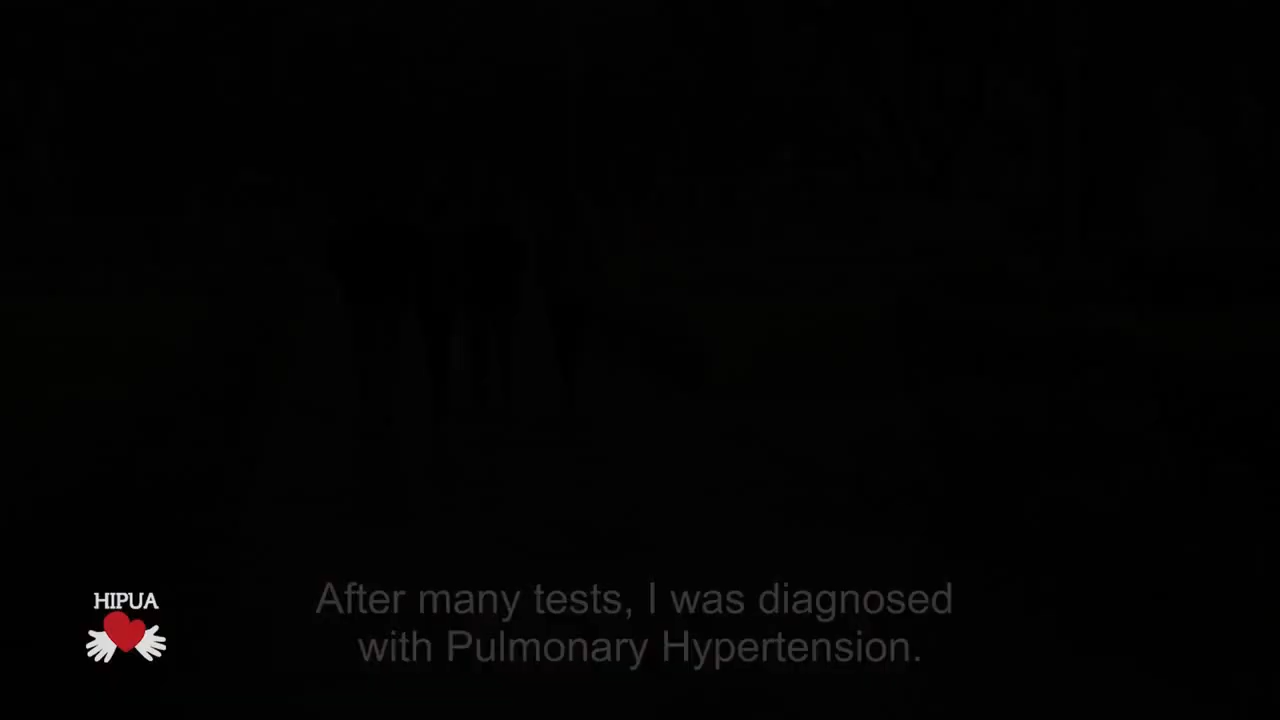 HIPUA
After many tests, I was diagnosed
with Pulmonary Hypertension.